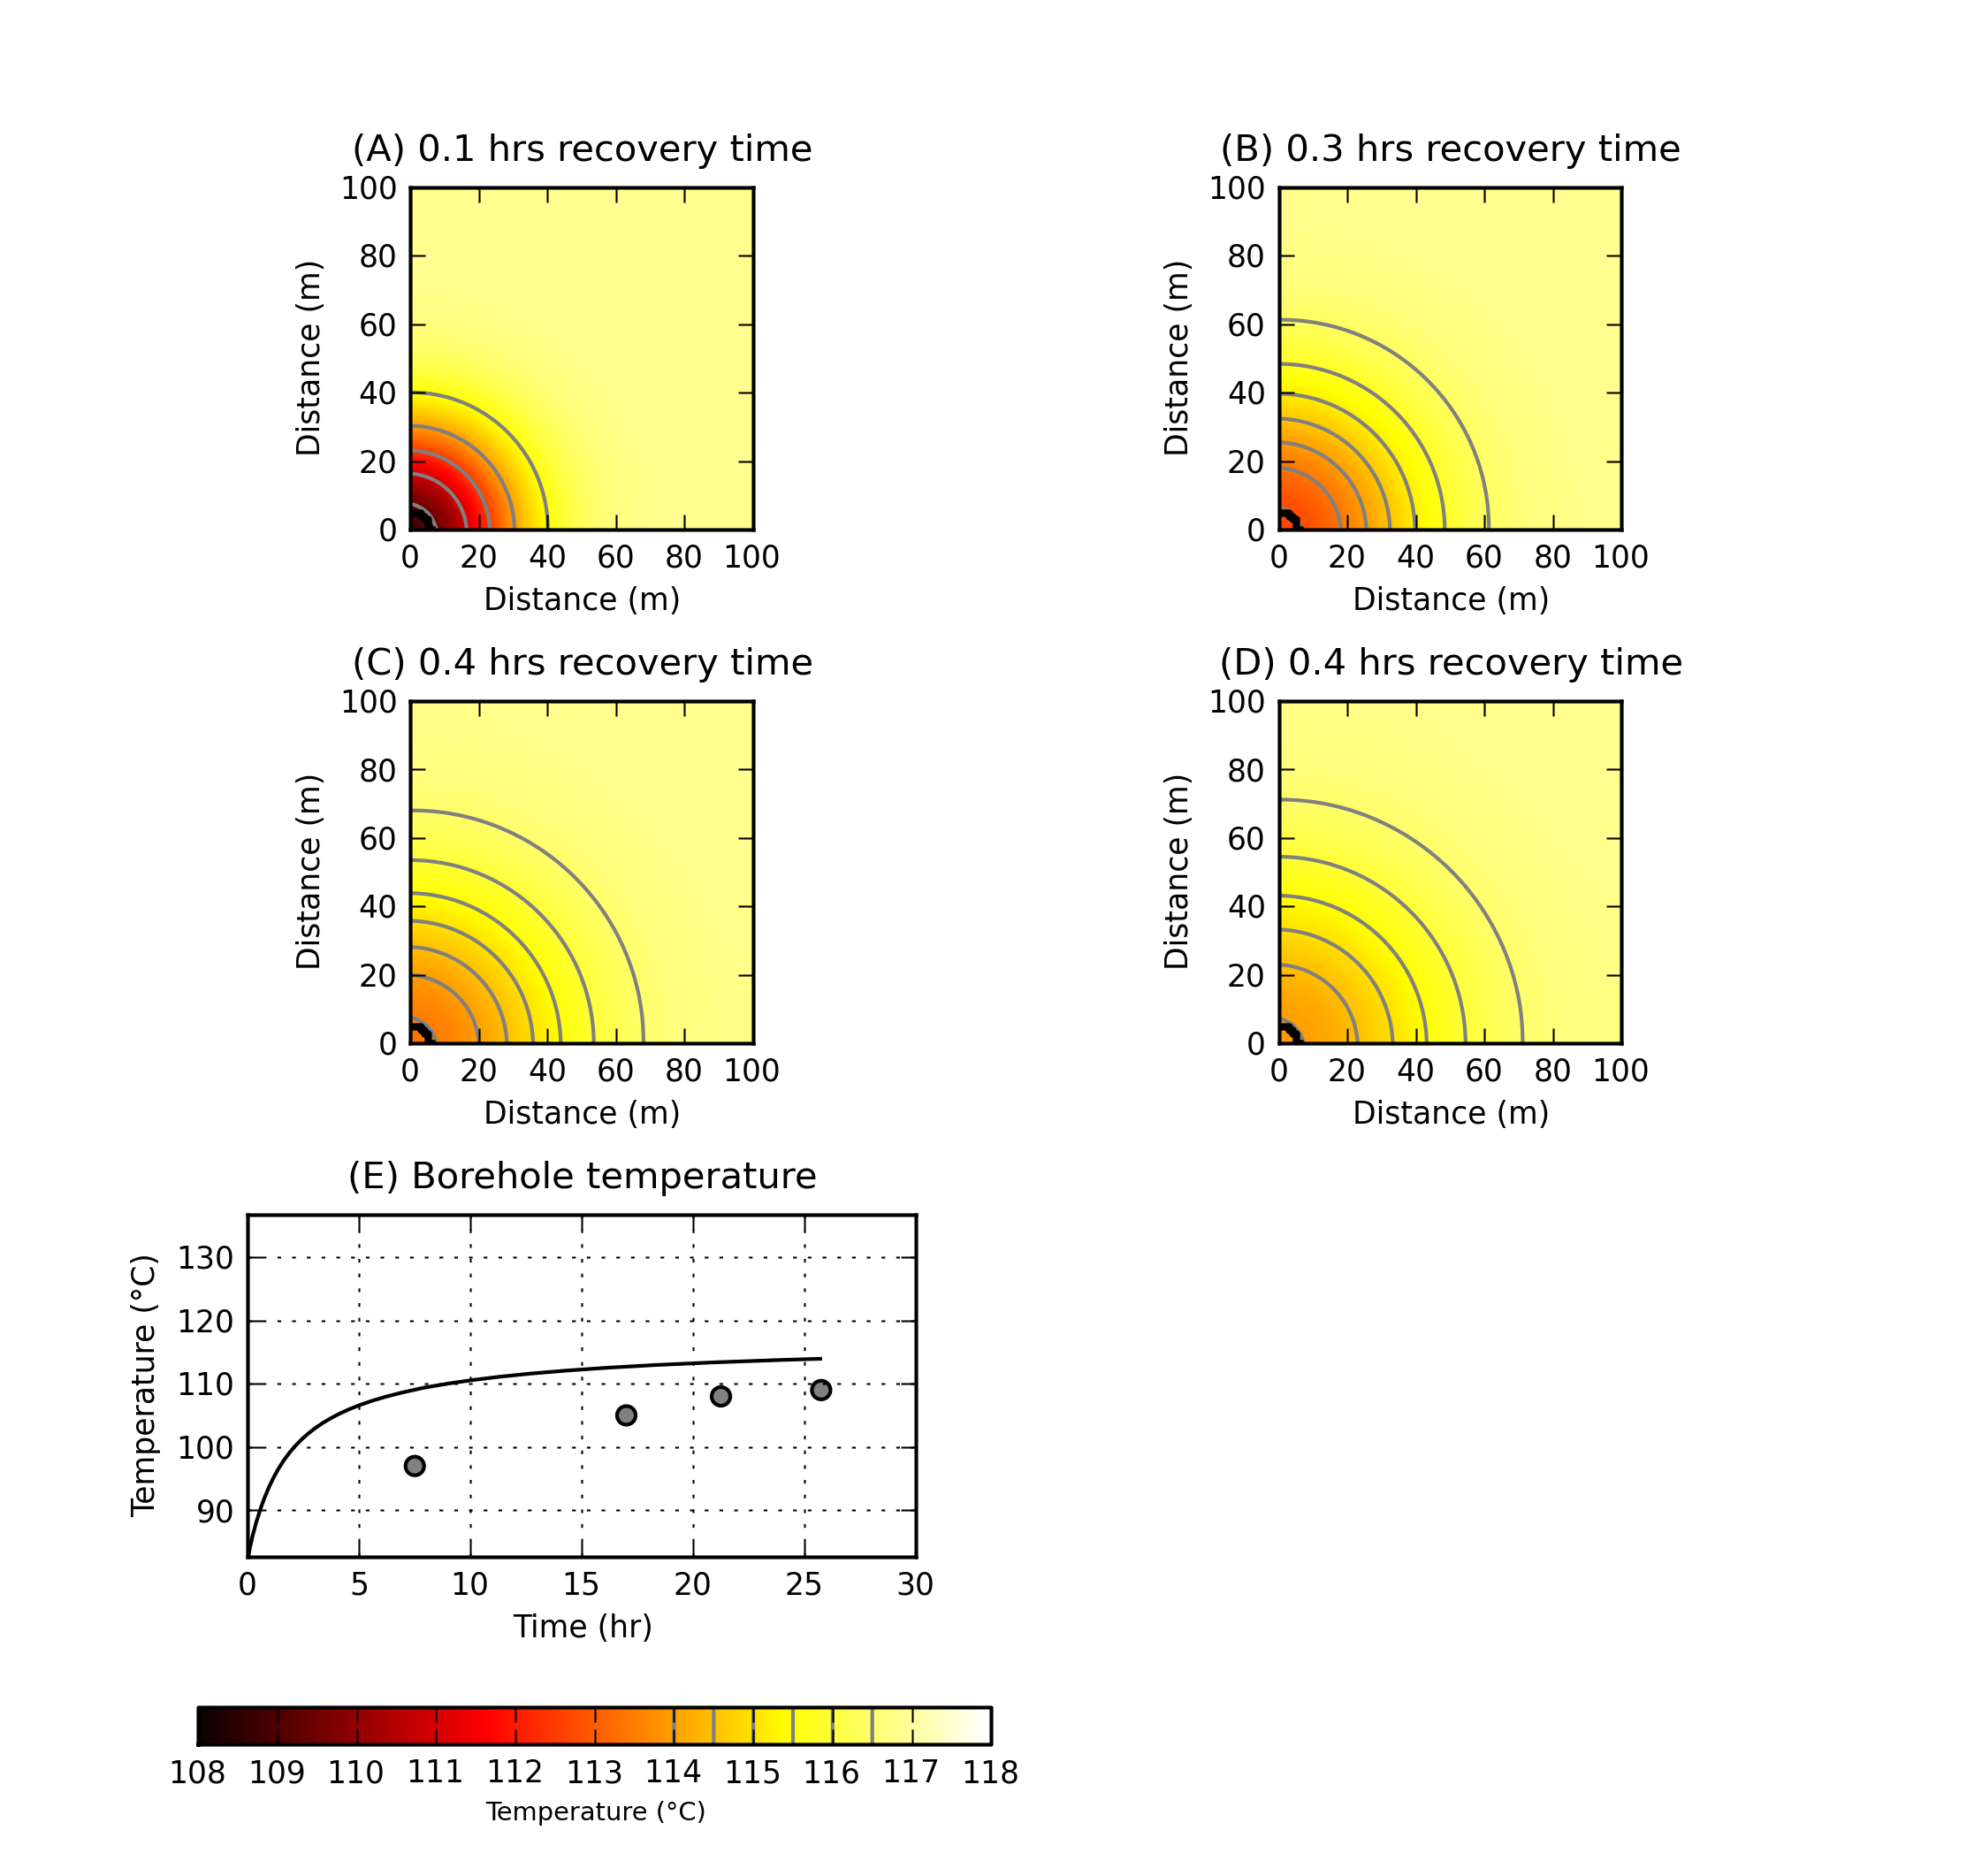 (A) 0.1 hrs recovery time
(B) 0.3 hrs recovery time
100
80
60
40
20
0
Distance (m)
0 20 40 60 80 100
Distance (m)
100
80
60
40
20
0
Distance (m)
0 20 40 60 80 100
Distance (m)
(C) 0.4 hrs recovery time
(D) 0.4 hrs recovery time
100
80
60
40
20
0
Distance (m)
0 20 40 60 80 100
Distance (m)
100
80
60
40
20
0
Distance (m)
0 20 40 60 80 100
Distance (m)
(E) Borehole temperature
130
120
110
100
90
Temperature (°C)
0 5 10 15 20 25 30
Time (hr)
108 109 110 111 112 113 114 115 116 117 118
Temperature (°C)